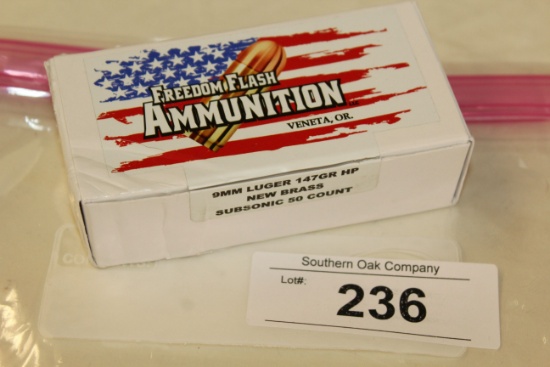 FREEDOM FLASH
AMMUNITION
VENETA, OR.
9MM LUGER 147GR HP
NEW BRASS
SUBSONIC 50 COUNT
Southern Oak Company
Lot#:
236